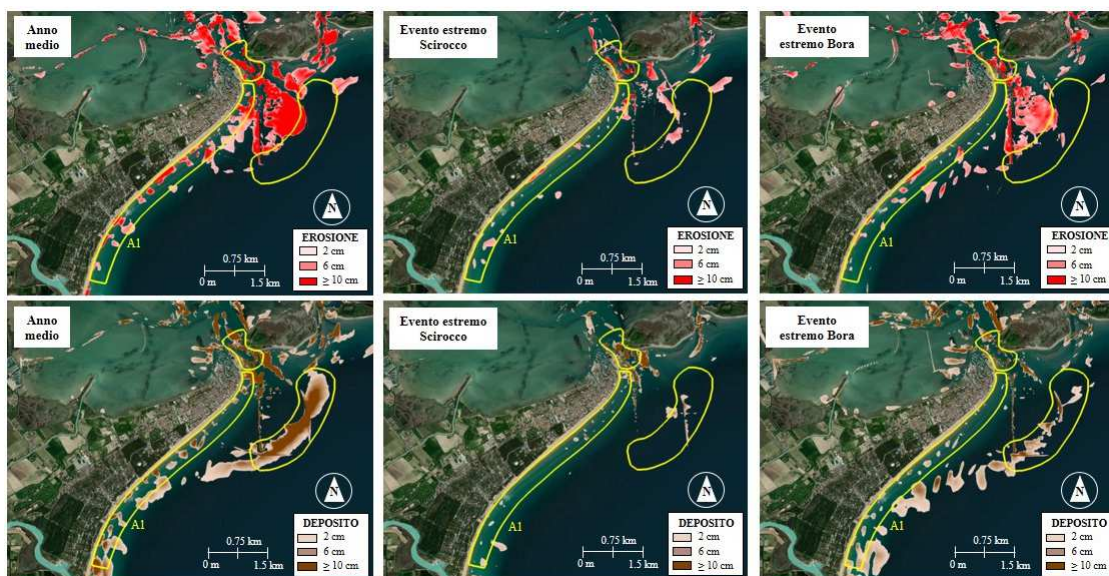 Anno
medio
A1
N
0.75 km
0 m 1.5 km
EROSIONE
2 cm
6 cm
≥ 10 cm
Evento estremo
Scirocco
A1
N
0.75 km
0 m 1.5 km
EROSIONE
2 cm
6 cm
≥ 10 cm
Evento
estremo Bora
A1
N
0.75 km
0 m 1.5 km
EROSIONE
2 cm
6 cm
≥ 10 cm
Anno
medio
A1
N
0.75 km
0 m 1.5 km
DEPOSITO
2 cm
6 cm
≥ 10 cm
Evento estremo
Scirocco
A1
N
0.75 km
0 m 1.5 km
DEPOSITO
2 cm
6 cm
≥ 10 cm
Evento
estremo Bora
A1
N
0.75 km
0 m 1.5 km
DEPOSITO
2 cm
6 cm
≥ 10 cm